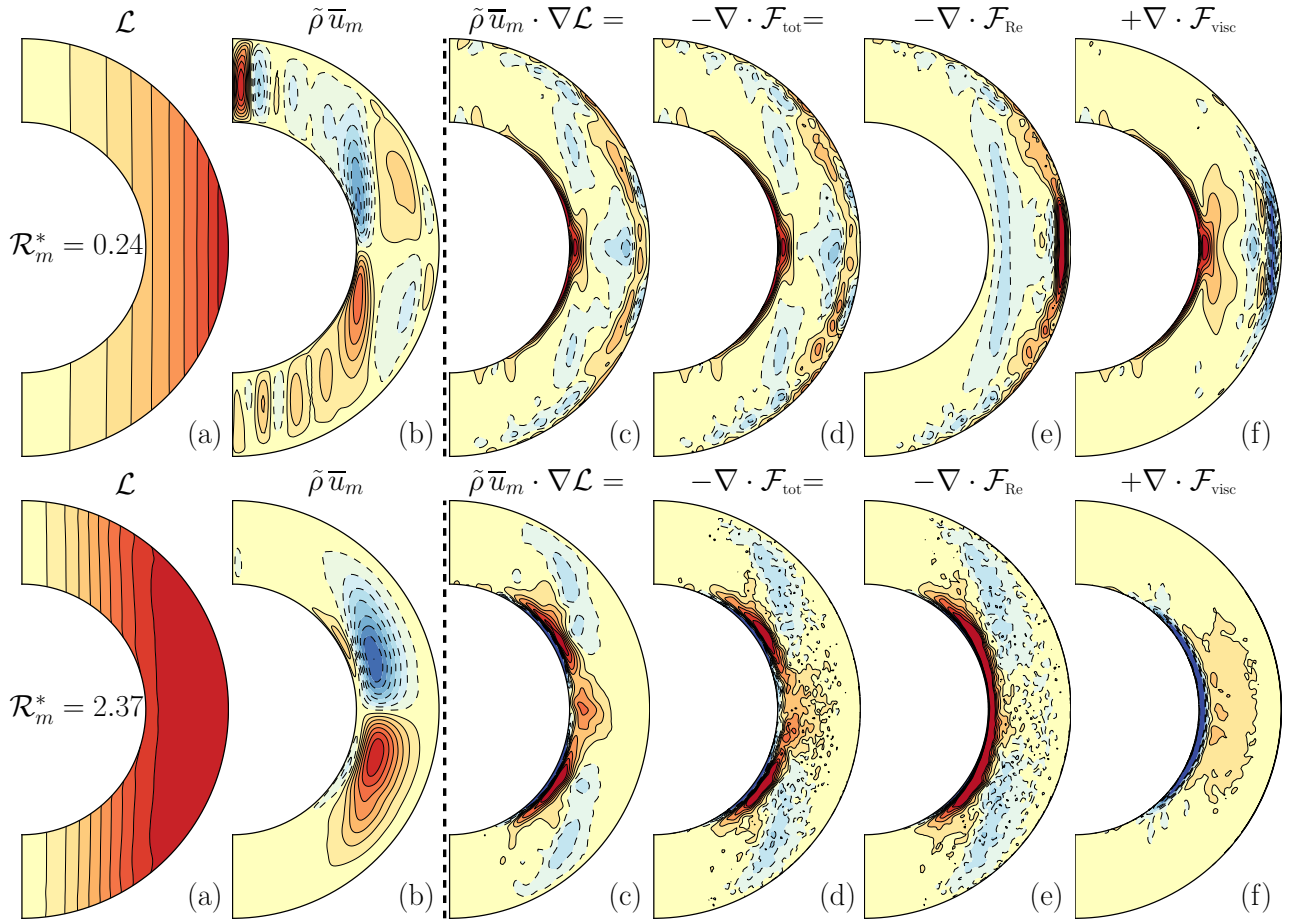 ℒ ρ̃ ū_m ρ̃ ū_m · ∇ℒ = −∇ · ℱ_tot= −∇ · ℱ_Re +∇ · ℱ_visc
ℛ*_m = 0.24
(a) (b) (c) (d) (e) (f)
ℒ ρ̃ ū_m ρ̃ ū_m · ∇ℒ = −∇ · ℱ_tot= −∇ · ℱ_Re +∇ · ℱ_visc
ℛ*_m = 2.37
(a) (b) (c) (d) (e) (f)